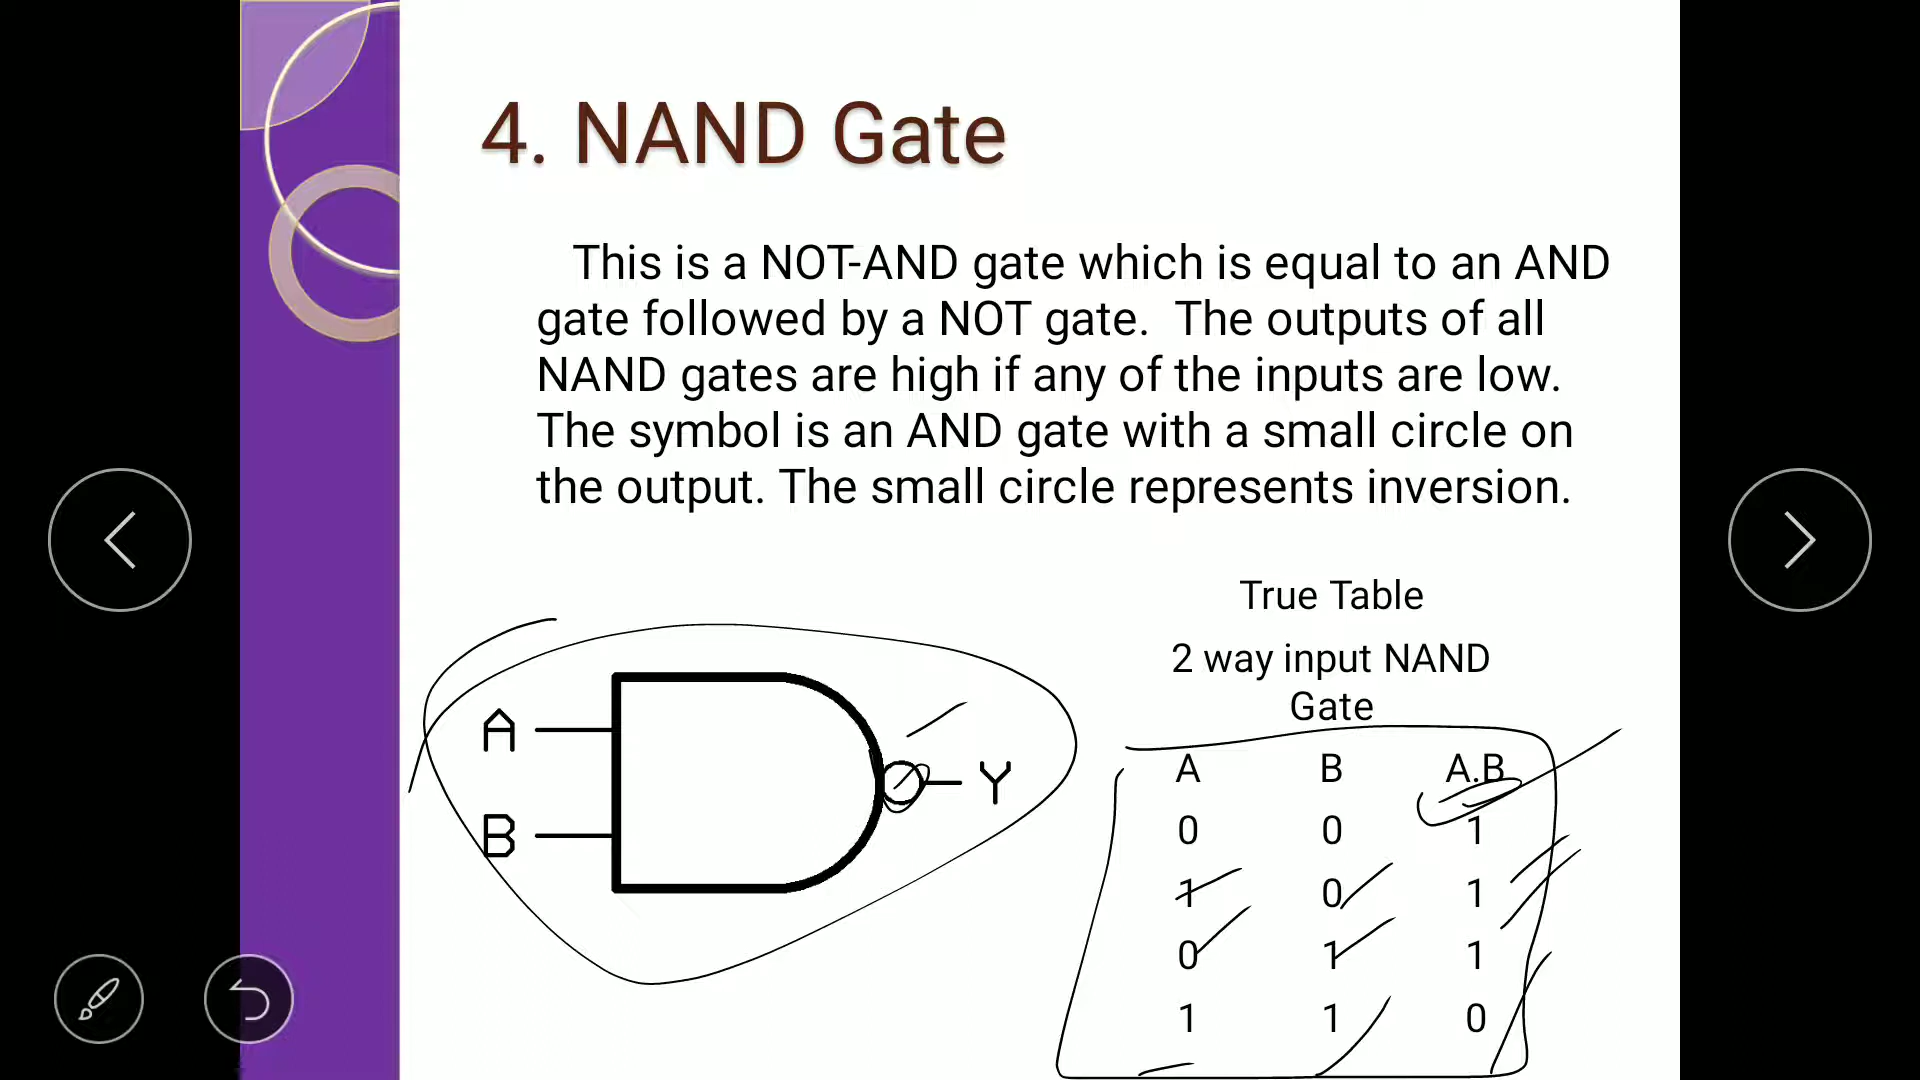 4. NAND Gate
This is a NOT-AND gate which is equal to an AND
gate followed by a NOT gate. The outputs of all
NAND gates are high if any of the inputs are low.
The symbol is an AND gate with a small circle on
the output. The small circle represents inversion.
A
B
Y
True Table
2 way input NAND
Gate
A B A.B
0 0 1
1 0 1
0 1 1
1 1 0